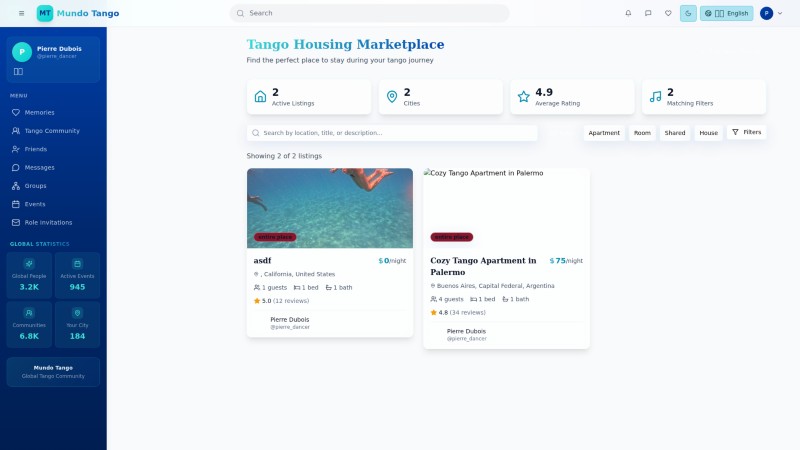 MT Mundo Tango
Search
English
P
P
Pierre Dubois
@pierre_dancer
MENU
Memories
Tango Community
Friends
Messages
Groups
Events
Role Invitations
GLOBAL STATISTICS
Global People
3.2K
Active Events
945
Communities
6.8K
Your City
184
Mundo Tango
Global Tango Community
Tango Housing Marketplace
Find the perfect place to stay during your tango journey
2
Active Listings
2
Cities
4.9
Average Rating
2
Matching Filters
Search by location, title, or description...
Apartment Room Shared House Filters
Showing 2 of 2 listings
entire place
asdf
$0/night
, California, United States
1 guests 1 bed 1 bath
5.0 (12 reviews)
Pierre Dubois
@pierre_dancer
Cozy Tango Apartment in Palermo
entire place
Cozy Tango Apartment in
Palermo
$75/night
Buenos Aires, Capital Federal, Argentina
4 guests 1 bed 1 bath
4.8 (34 reviews)
Pierre Dubois
@pierre_dancer